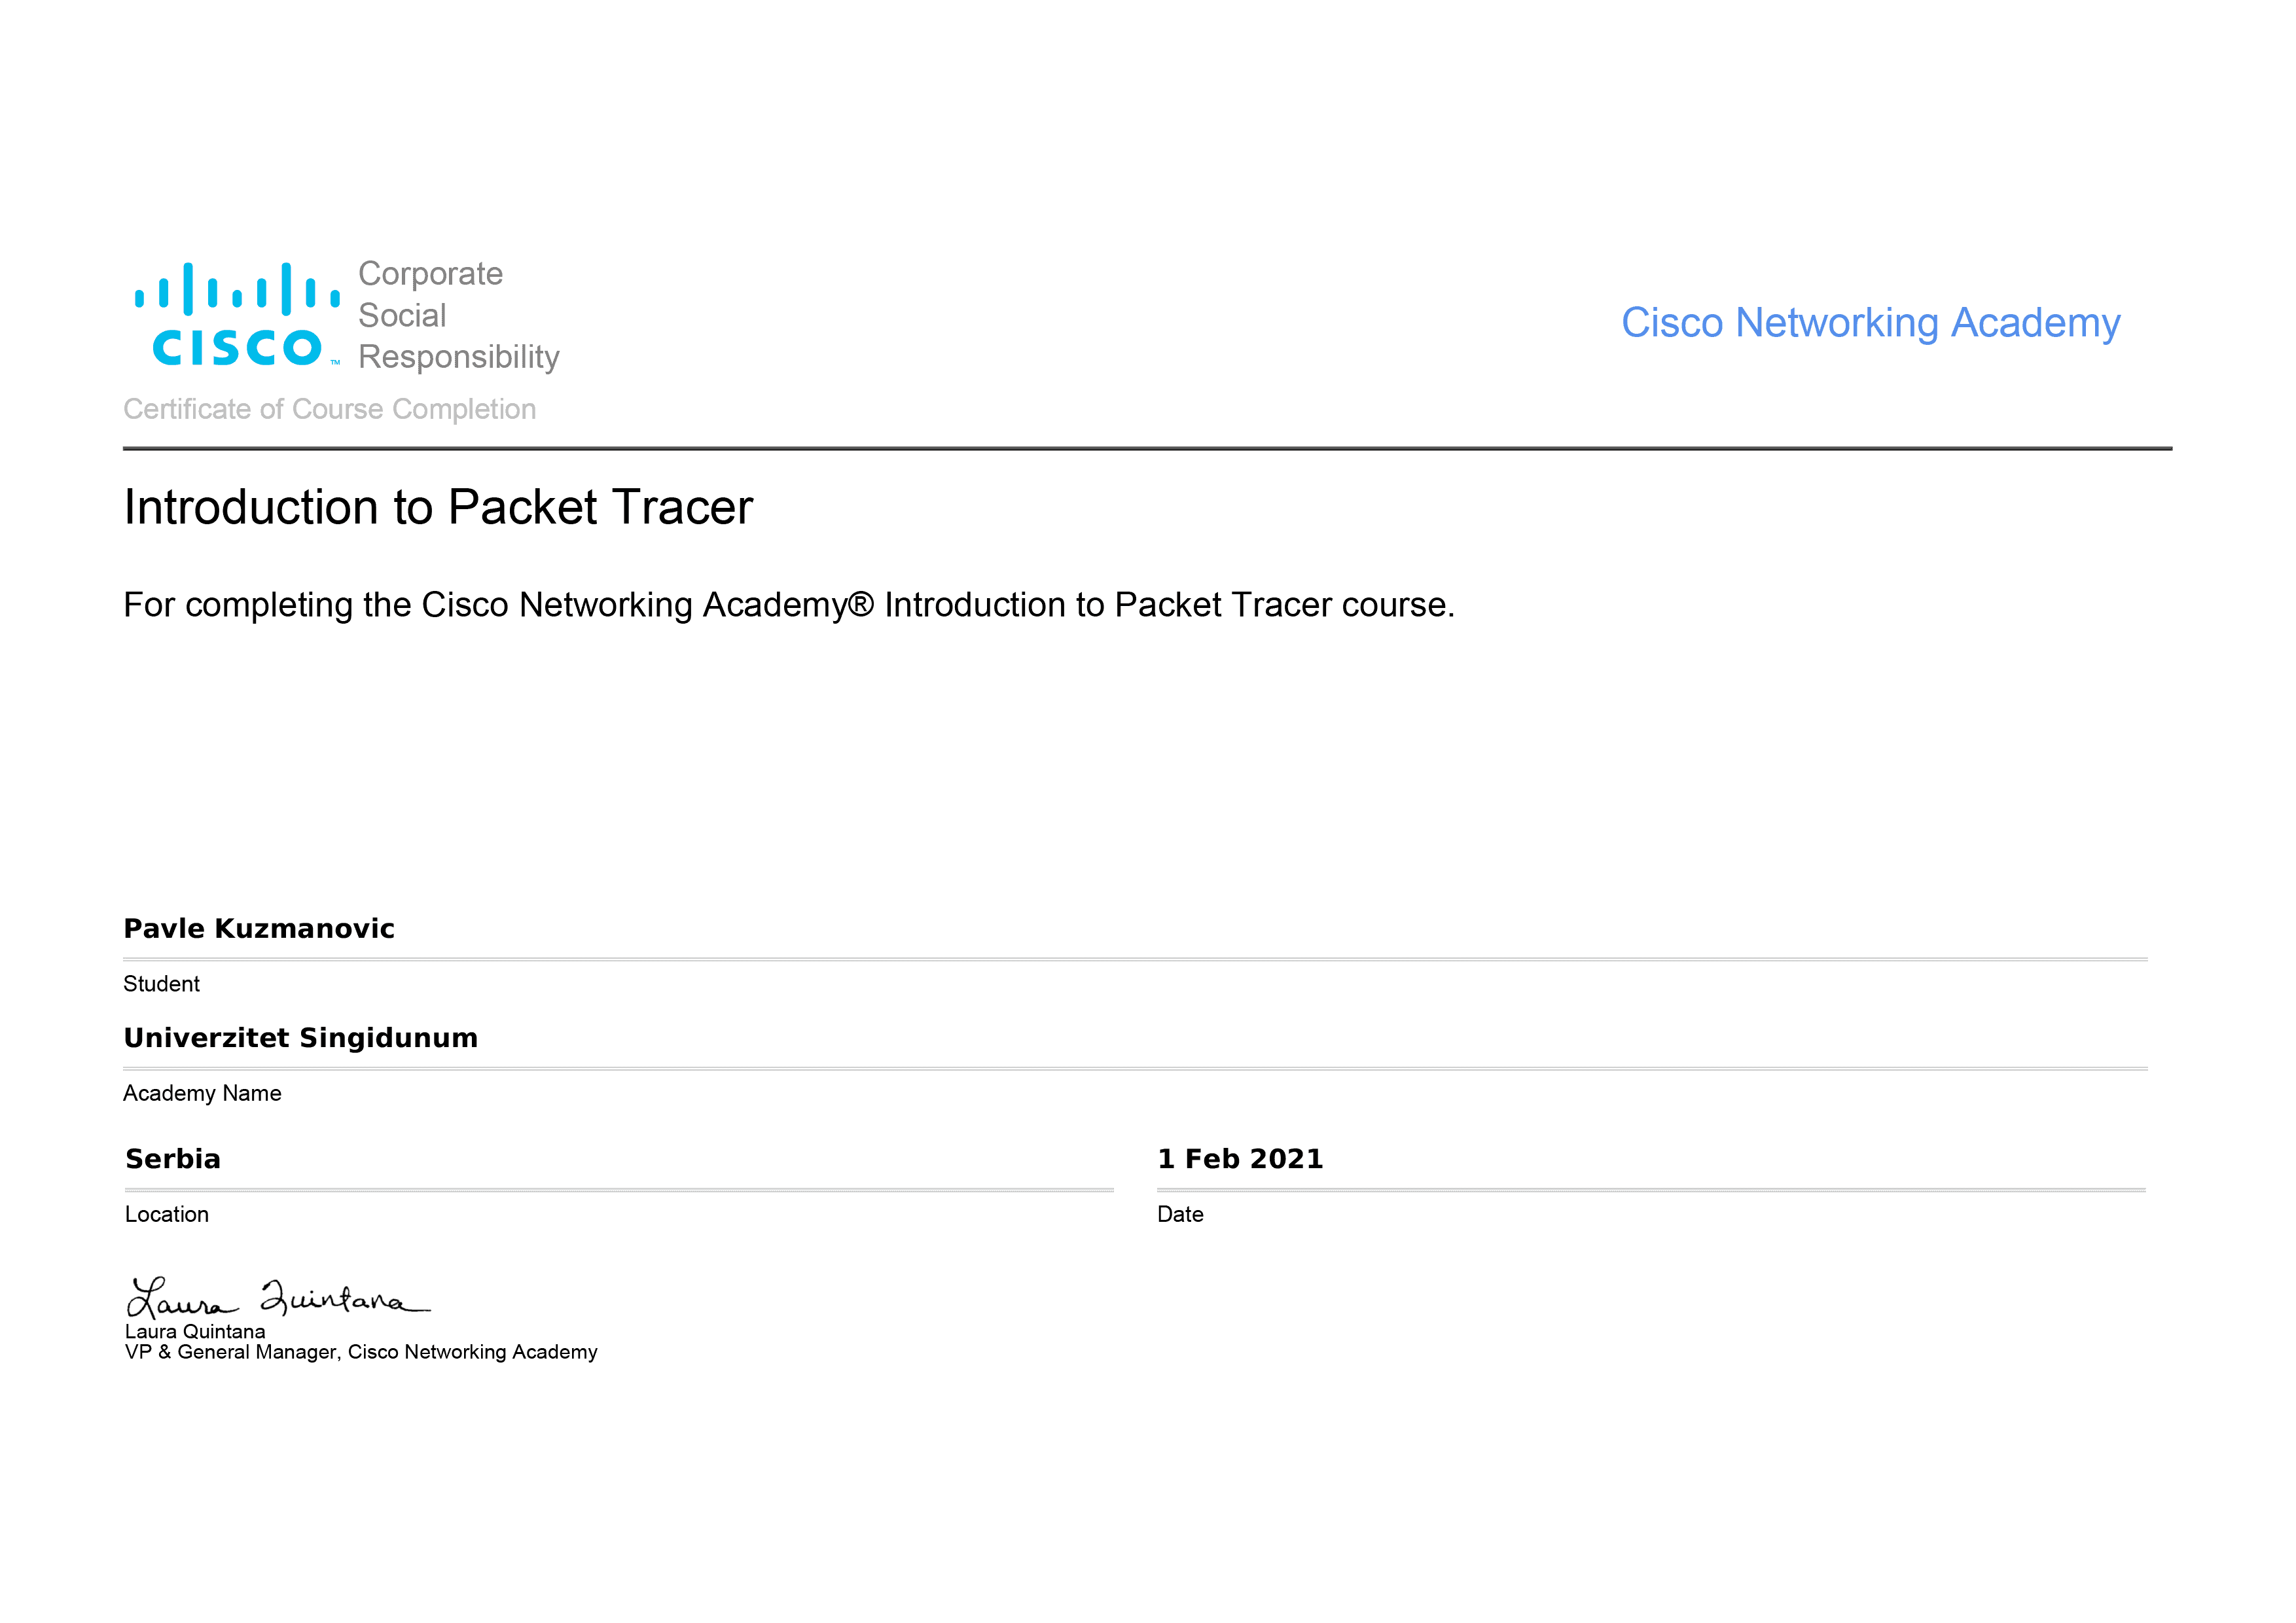 Corporate
Social
Responsibility
CISCO™
Cisco Networking Academy
Certificate of Course Completion
Introduction to Packet Tracer
For completing the Cisco Networking Academy® Introduction to Packet Tracer course.
Pavle Kuzmanovic
Student
Univerzitet Singidunum
Academy Name
Serbia
Location
1 Feb 2021
Date
Laura Quintana
Laura Quintana
VP & General Manager, Cisco Networking Academy